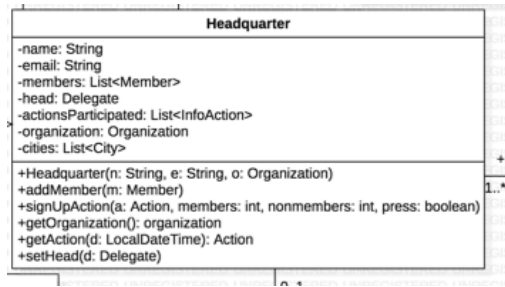 Headquarter
-name: String
-email: String
-members: List<Member>
-head: Delegate
-actionsParticipated: List<InfoAction>
-organization: Organization
-cities: List<City>
+Headquarter(n: String, e: String, o: Organization)
+addMember(m: Member)
+signUpAction(a: Action, members: int, nonmembers: int, press: boolean)
+getOrganization(): organization
+getAction(d: LocalDateTime): Action
+setHead(d: Delegate)
+
1..*
0..1